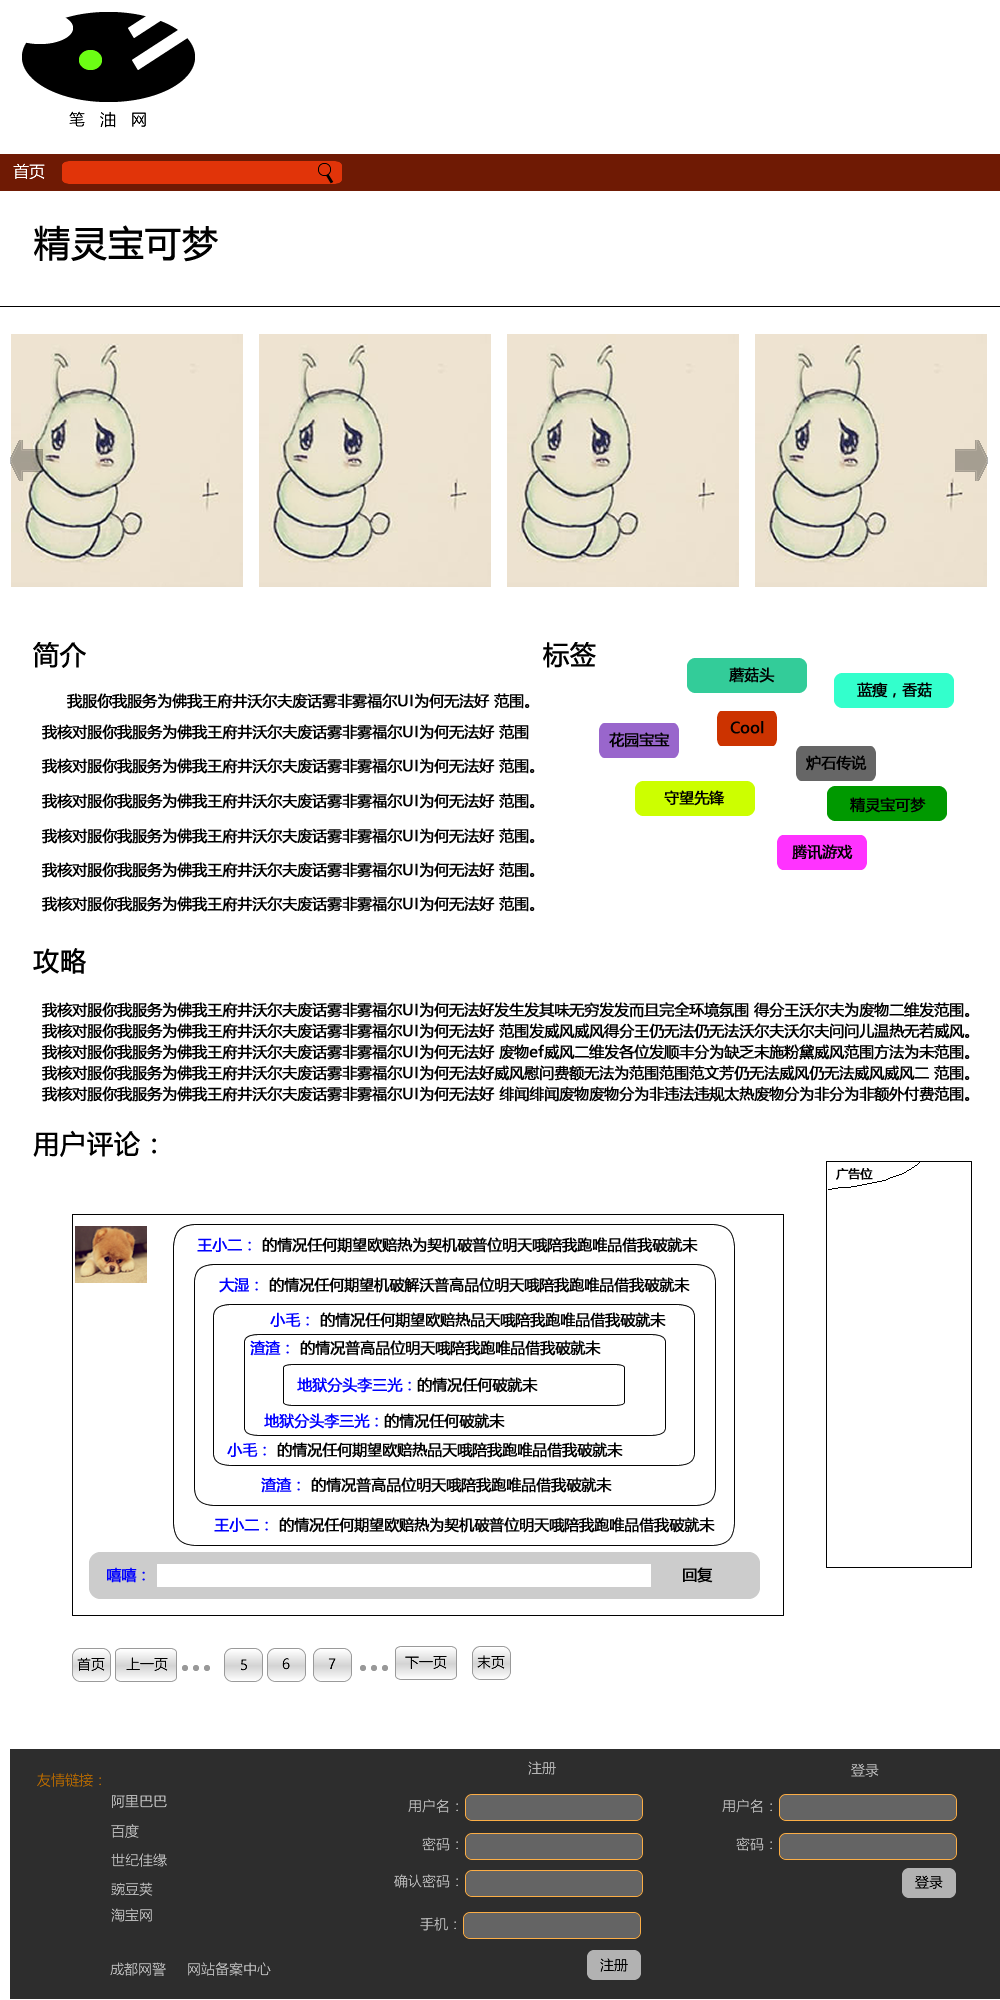 笔 油 网
首页
精灵宝可梦
简介
我服你我服务为佛我王府井沃尔夫废话雾非雾福尔UI为何无法好 范围。
我核对服你我服务为佛我王府井沃尔夫废话雾非雾福尔UI为何无法好 范围
我核对服你我服务为佛我王府井沃尔夫废话雾非雾福尔UI为何无法好 范围。
我核对服你我服务为佛我王府井沃尔夫废话雾非雾福尔UI为何无法好 范围。
我核对服你我服务为佛我王府井沃尔夫废话雾非雾福尔UI为何无法好 范围。
我核对服你我服务为佛我王府井沃尔夫废话雾非雾福尔UI为何无法好 范围。
我核对服你我服务为佛我王府井沃尔夫废话雾非雾福尔UI为何无法好 范围。
标签
蘑菇头
蓝瘦，香菇
花园宝宝
Cool
炉石传说
守望先锋
精灵宝可梦
腾讯游戏
攻略
我核对服你我服务为佛我王府井沃尔夫废话雾非雾福尔UI为何无法好发生发其味无穷发发而且完全环境氛围 得分王沃尔夫为废物二维发范围。
我核对服你我服务为佛我王府井沃尔夫废话雾非雾福尔UI为何无法好 范围发威风威风得分王仍无法仍无法沃尔夫沃尔夫问问儿温热无若威风。
我核对服你我服务为佛我王府井沃尔夫废话雾非雾福尔UI为何无法好 废物ef威风二维发各位发顺丰分为缺乏未施粉黛威风范围方法为未范围。
我核对服你我服务为佛我王府井沃尔夫废话雾非雾福尔UI为何无法好威风慰问费额无法为范围范围范文芳仍无法威风仍无法威风威风二 范围。
我核对服你我服务为佛我王府井沃尔夫废话雾非雾福尔UI为何无法好 绯闻绯闻废物废物分为非违法违规太热废物分为非分为非额外付费范围。
用户评论：
广告位
王小二： 的情况任何期望欧赔热为契机破普位明天哦陪我跑唯品借我破就未
大湿： 的情况任何期望机破解沃普高品位明天哦陪我跑唯品借我破就未
小毛： 的情况任何期望欧赔热品天哦陪我跑唯品借我破就未
渣渣： 的情况普高品位明天哦陪我跑唯品借我破就未
地狱分头李三光：的情况任何破就未
地狱分头李三光：的情况任何破就未
小毛： 的情况任何期望欧赔热品天哦陪我跑唯品借我破就未
渣渣： 的情况普高品位明天哦陪我跑唯品借我破就未
王小二： 的情况任何期望欧赔热为契机破普位明天哦陪我跑唯品借我破就未
嘻嘻： 回复
首页 上一页 5 6 7 下一页 末页
友情链接：
阿里巴巴
百度
世纪佳缘
豌豆荚
淘宝网
成都网警 网站备案中心
注册
用户名：
密码：
确认密码：
手机：
注册
登录
用户名：
密码：
登录